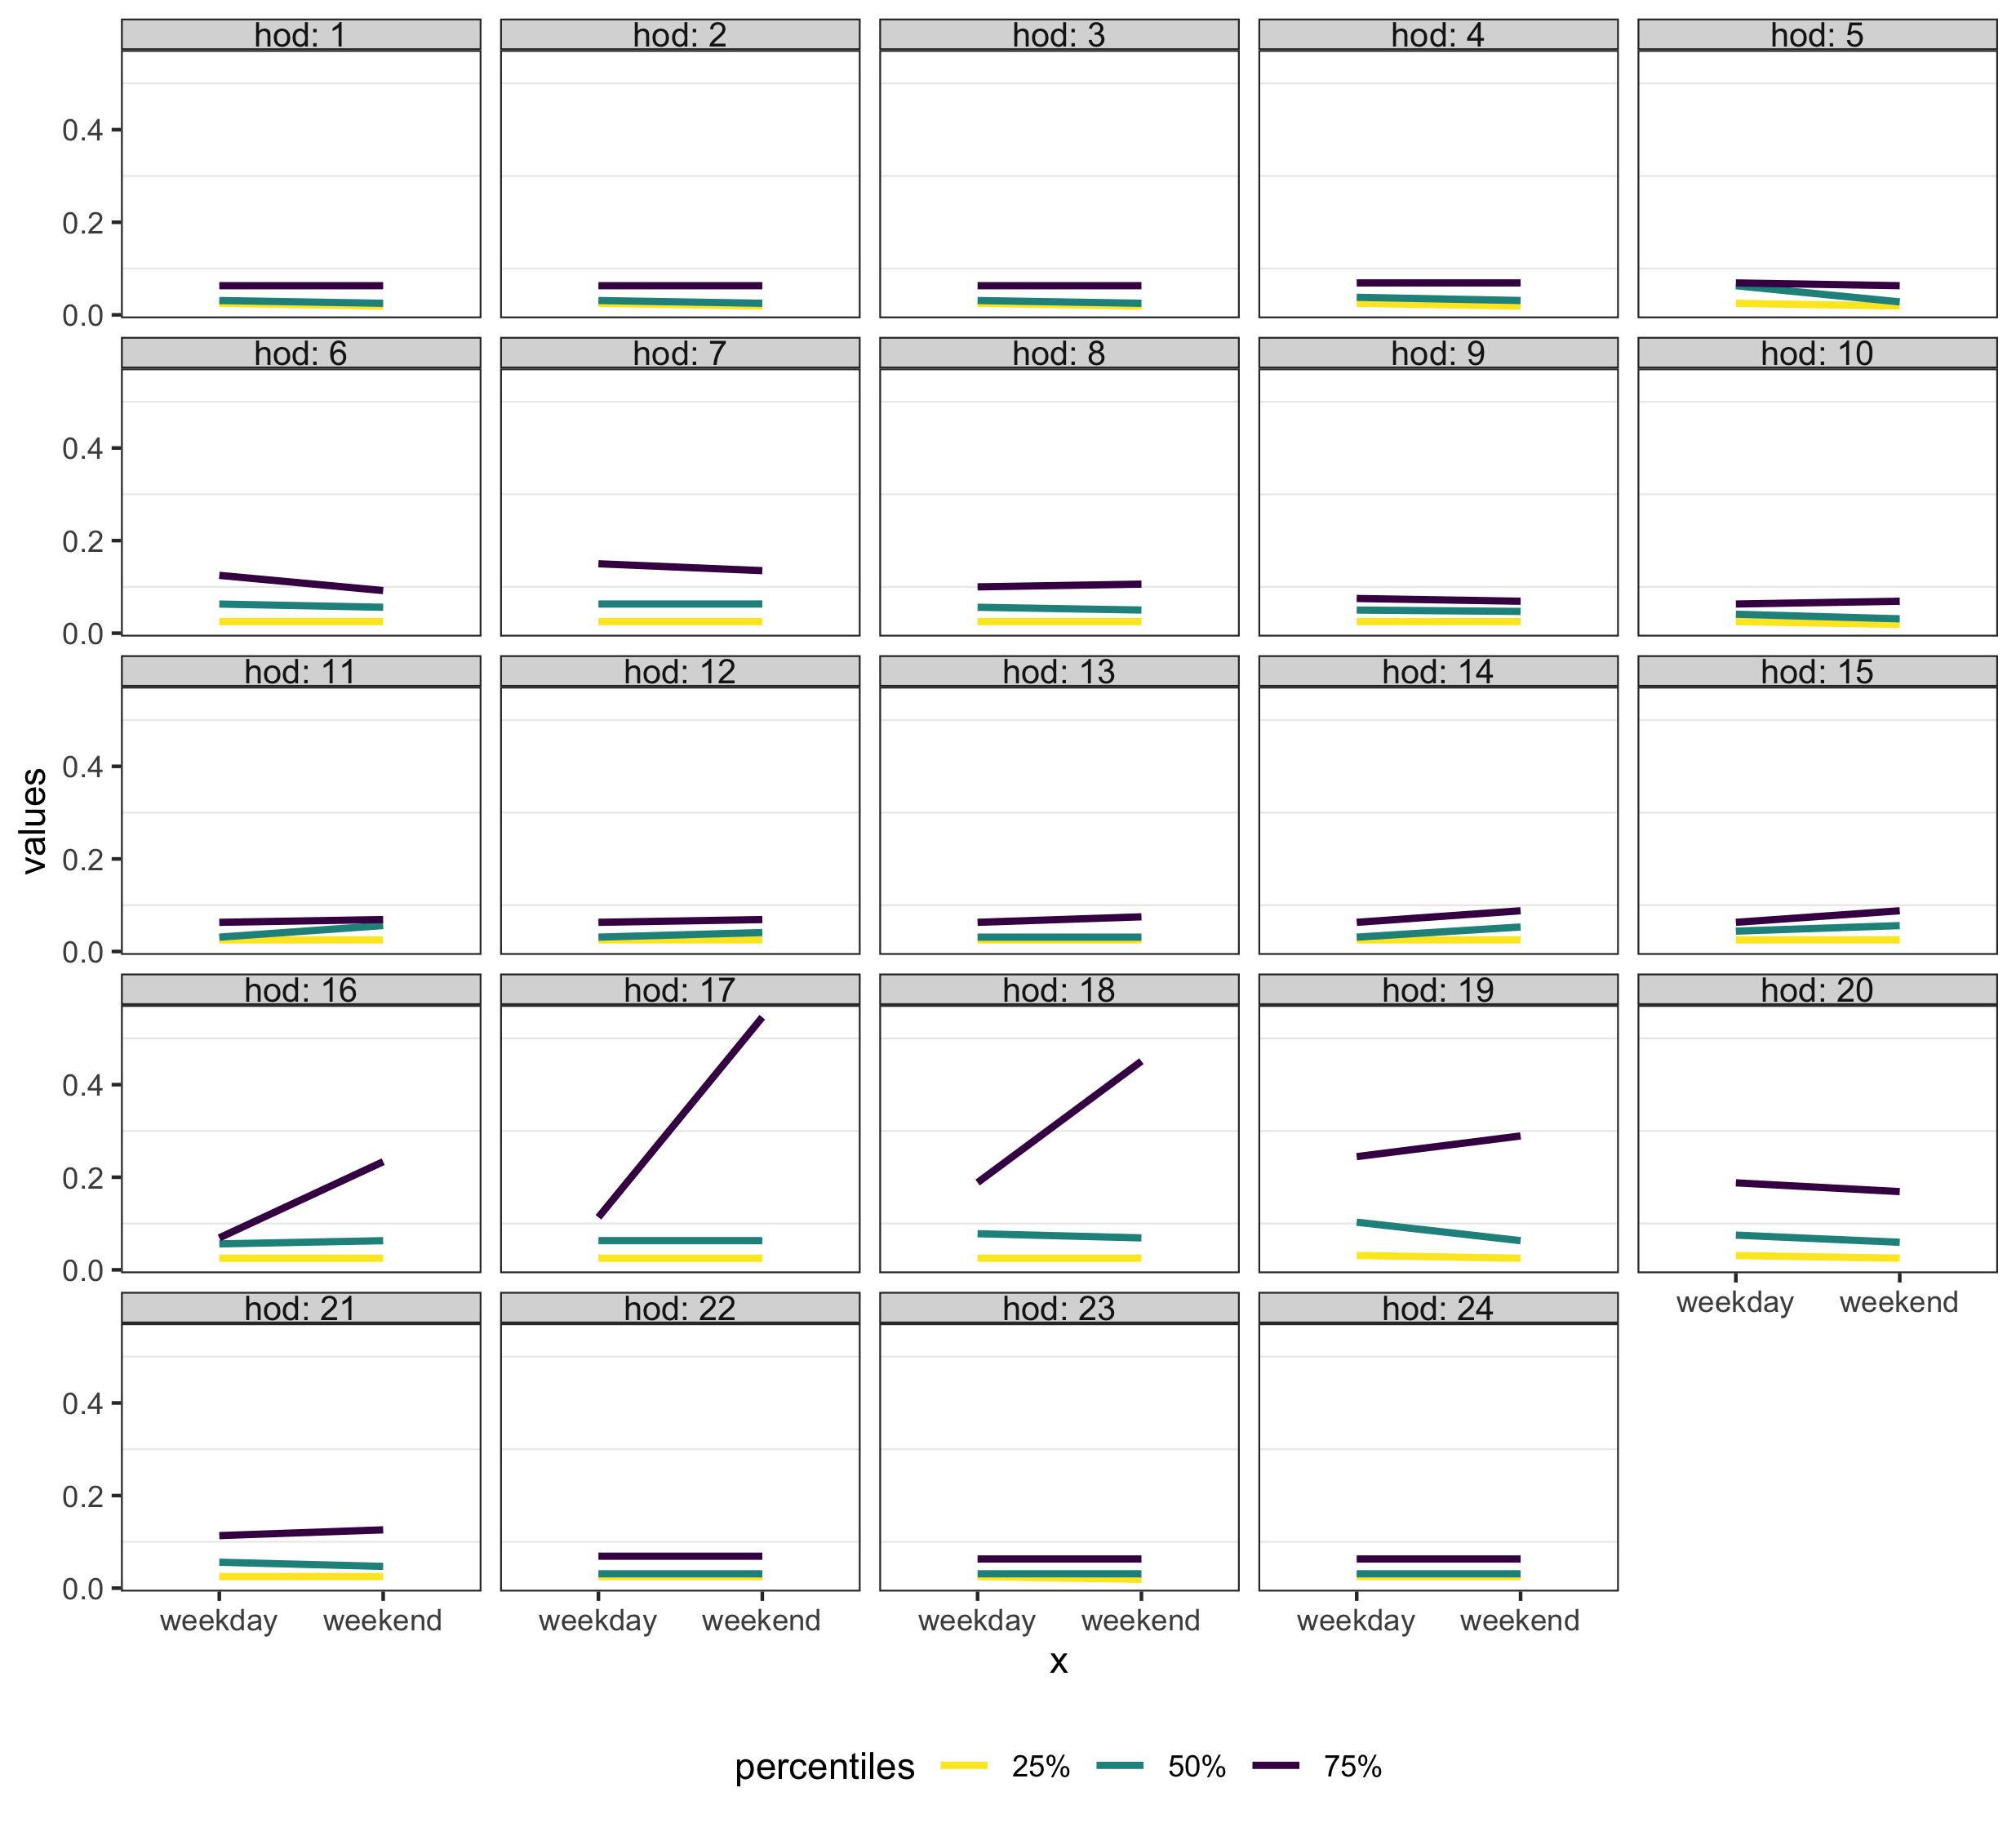 hod: 1 hod: 2 hod: 3 hod: 4 hod: 5
0.4
0.2
0.0
hod: 6 hod: 7 hod: 8 hod: 9 hod: 10
0.4
0.2
0.0
hod: 11 hod: 12 hod: 13 hod: 14 hod: 15
0.4
0.2
0.0
values
hod: 16 hod: 17 hod: 18 hod: 19 hod: 20
0.4
0.2
0.0
weekday weekend
hod: 21 hod: 22 hod: 23 hod: 24
0.4
0.2
0.0
weekday weekend weekday weekend weekday weekend weekday weekend
x
percentiles 25% 50% 75%